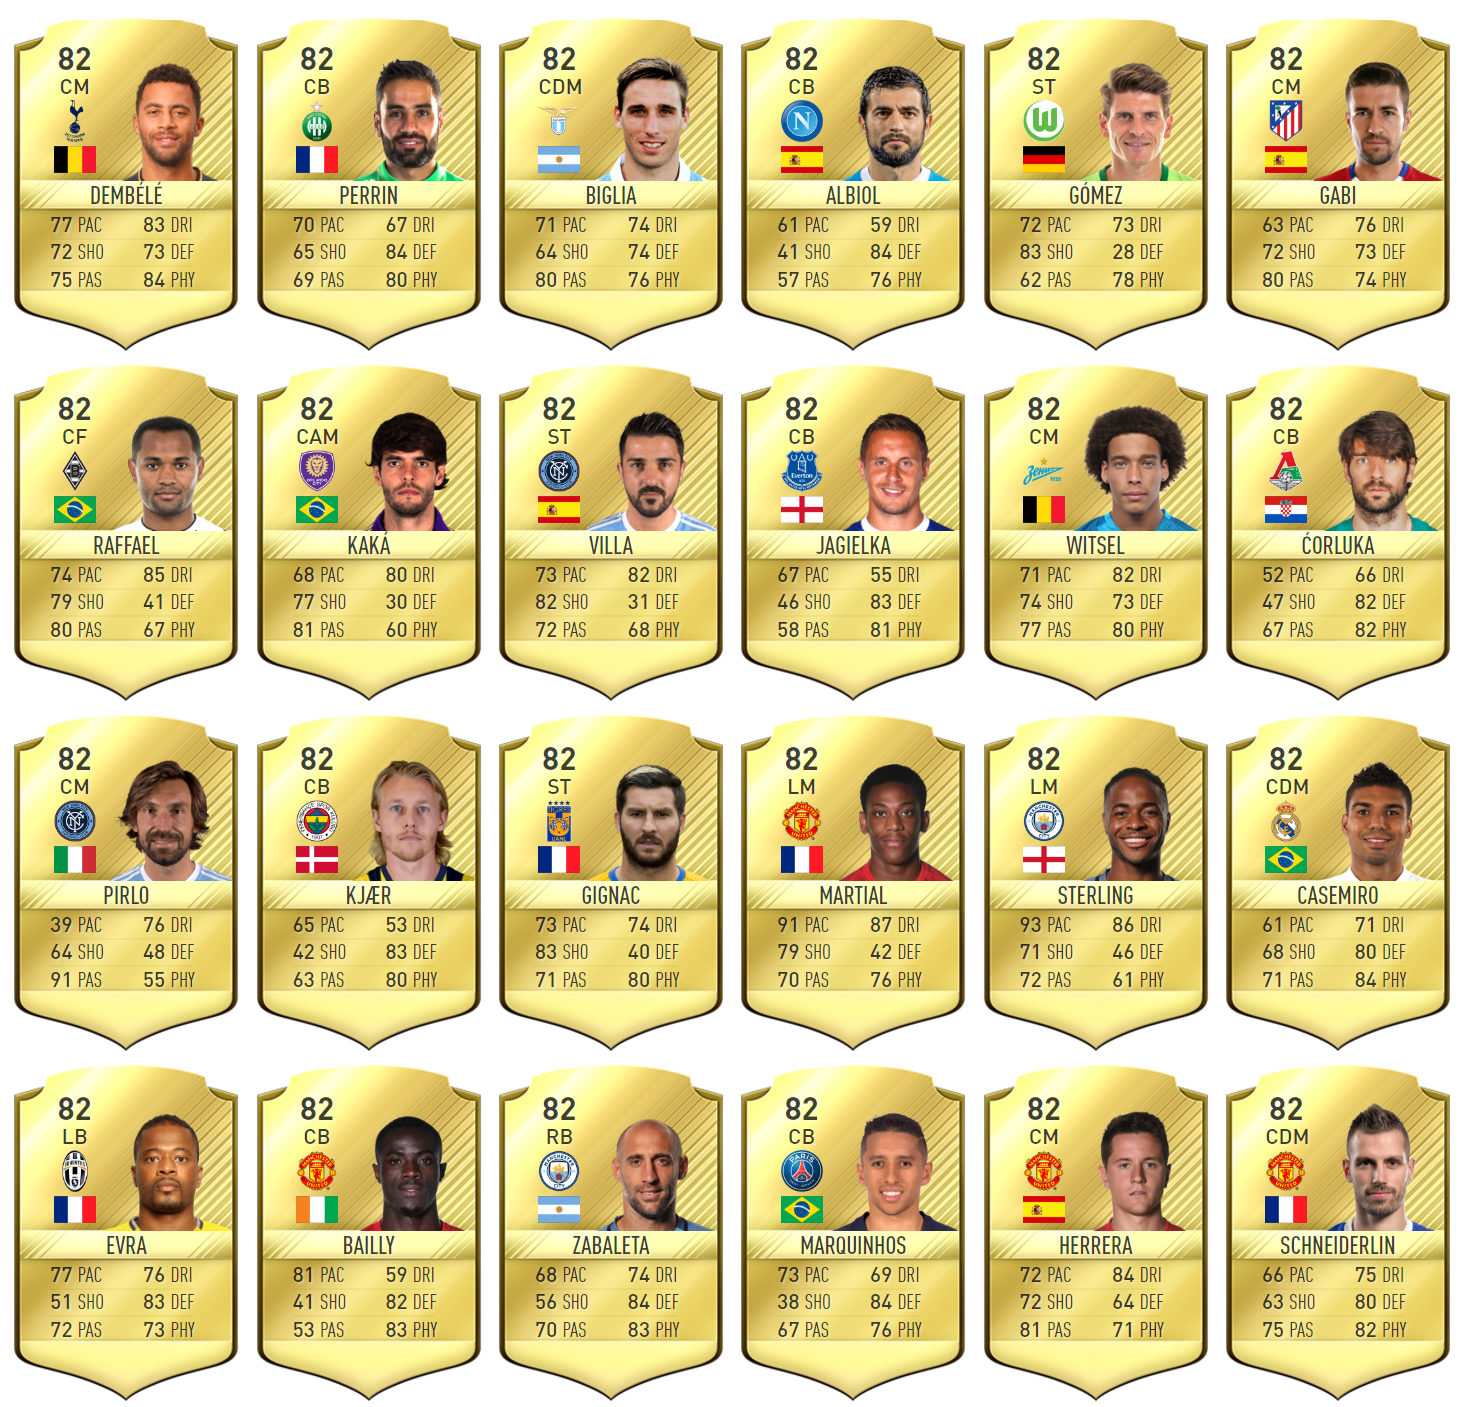 82 82 82 82 82 82
CM CB CDM CB ST CM
DEMBÉLÉ PERRIN BIGLIA ALBIOL GÓMEZ GABI
77 PAC 83 DRI 70 PAC 67 DRI 71 PAC 74 DRI 61 PAC 59 DRI 72 PAC 73 DRI 63 PAC 76 DRI
72 SHO 73 DEF 65 SHO 84 DEF 64 SHO 74 DEF 41 SHO 84 DEF 83 SHO 28 DEF 72 SHO 73 DEF
75 PAS 84 PHY 69 PAS 80 PHY 80 PAS 76 PHY 57 PAS 76 PHY 62 PAS 78 PHY 80 PAS 74 PHY
82 82 82 82 82 82
CF CAM ST CB CM CB
Everton
RAFFAEL KAKÁ VILLA JAGIELKA WITSEL ĆORLUKA
74 PAC 85 DRI 68 PAC 80 DRI 73 PAC 82 DRI 67 PAC 55 DRI 71 PAC 82 DRI 52 PAC 66 DRI
79 SHO 41 DEF 77 SHO 30 DEF 82 SHO 31 DEF 46 SHO 83 DEF 74 SHO 73 DEF 47 SHO 82 DEF
80 PAS 67 PHY 81 PAS 60 PHY 72 PAS 68 PHY 58 PAS 81 PHY 77 PAS 80 PHY 67 PAS 82 PHY
82 82 82 82 82 82
CM CB ST LM LM CDM
PIRLO KJÆR GIGNAC MARTIAL STERLING CASEMIRO
39 PAC 76 DRI 65 PAC 53 DRI 73 PAC 74 DRI 91 PAC 87 DRI 93 PAC 86 DRI 61 PAC 71 DRI
64 SHO 48 DEF 42 SHO 83 DEF 83 SHO 40 DEF 79 SHO 42 DEF 71 SHO 46 DEF 68 SHO 80 DEF
91 PAS 55 PHY 63 PAS 80 PHY 71 PAS 80 PHY 70 PAS 76 PHY 72 PAS 61 PHY 71 PAS 84 PHY
82 82 82 82 82 82
LB CB RB CB CM CDM
EVRA BAILLY ZABALETA MARQUINHOS HERRERA SCHNEIDERLIN
77 PAC 76 DRI 81 PAC 59 DRI 68 PAC 74 DRI 73 PAC 69 DRI 72 PAC 84 DRI 66 PAC 75 DRI
51 SHO 83 DEF 41 SHO 82 DEF 56 SHO 84 DEF 38 SHO 84 DEF 72 SHO 64 DEF 63 SHO 80 DEF
72 PAS 73 PHY 53 PAS 83 PHY 70 PAS 83 PHY 67 PAS 76 PHY 81 PAS 71 PHY 75 PAS 82 PHY